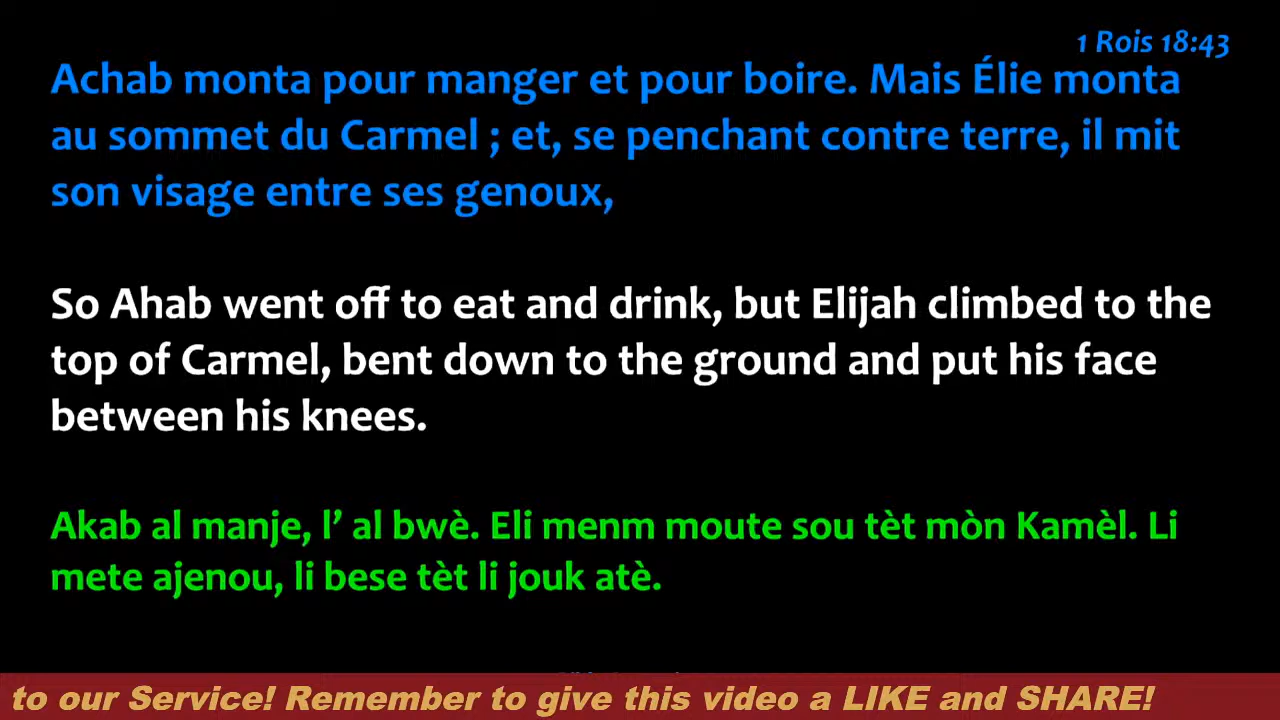 1 Rois 18:43
Achab monta pour manger et pour boire. Mais Élie monta
au sommet du Carmel ; et, se penchant contre terre, il mit
son visage entre ses genoux,
So Ahab went off to eat and drink, but Elijah climbed to the
top of Carmel, bent down to the ground and put his face
between his knees.
Akab al manje, l’ al bwè. Eli menm moute sou tèt mòn Kamèl. Li
mete ajenou, li bese tèt li jouk atè.
to our Service! Remember to give this video a LIKE and SHARE!